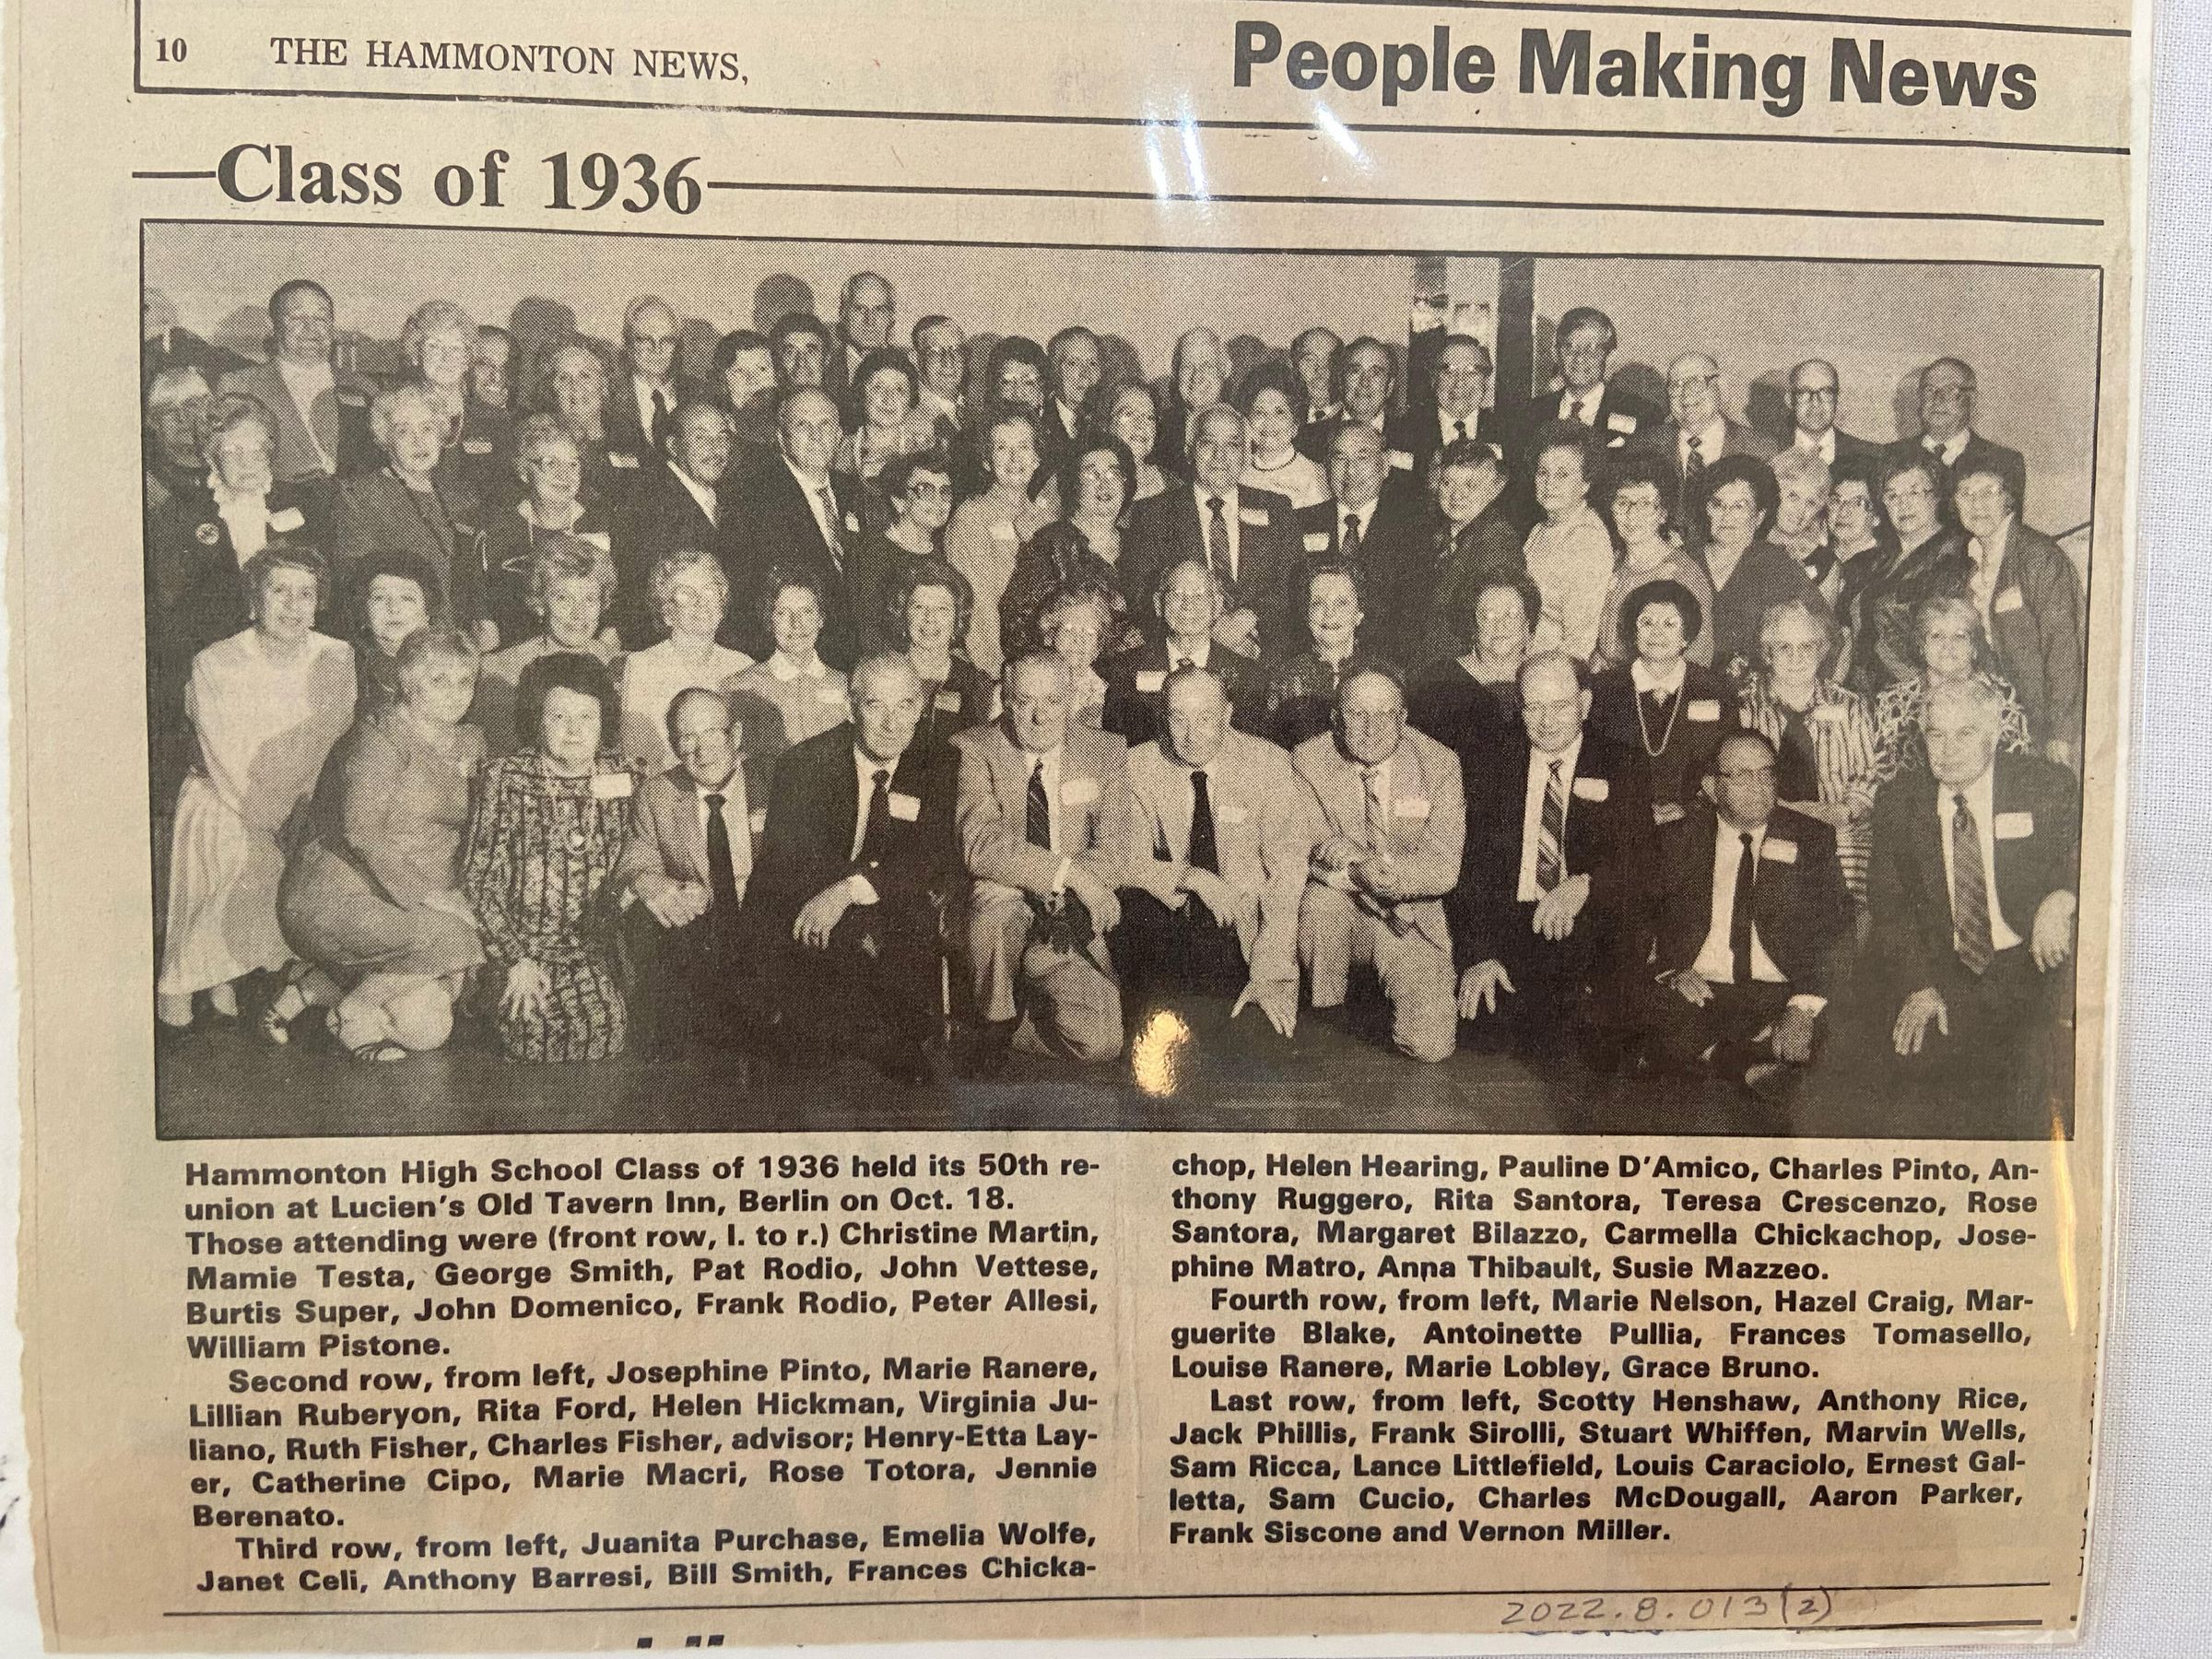 10 THE HAMMONTON NEWS,
People Making News
Class of 1936
Hammonton High School Class of 1936 held its 50th re-
union at Lucien's Old Tavern Inn, Berlin on Oct. 18.
Those attending were (front row, l. to r.) Christine Martin,
Mamie Testa, George Smith, Pat Rodio, John Vettese,
Burtis Super, John Domenico, Frank Rodio, Peter Allesi,
William Pistone.
Second row, from left, Josephine Pinto, Marie Ranere,
Lillian Ruberyon, Rita Ford, Helen Hickman, Virginia Ju-
liano, Ruth Fisher, Charles Fisher, advisor; Henry-Etta Lay-
er, Catherine Cipo, Marie Macri, Rose Totora, Jennie
Berenato.
Third row, from left, Juanita Purchase, Emelia Wolfe,
Janet Celi, Anthony Barresi, Bill Smith, Frances Chicka-
chop, Helen Hearing, Pauline D'Amico, Charles Pinto, An-
thony Ruggero, Rita Santora, Teresa Crescenzo, Rose
Santora, Margaret Bilazzo, Carmella Chickachop, Jose-
phine Matro, Anna Thibault, Susie Mazzeo.
Fourth row, from left, Marie Nelson, Hazel Craig, Mar-
guerite Blake, Antoinette Pullia, Frances Tomasello,
Louise Ranere, Marie Lobley, Grace Bruno.
Last row, from left, Scotty Henshaw, Anthony Rice,
Jack Phillis, Frank Sirolli, Stuart Whiffen, Marvin Wells,
Sam Ricca, Lance Littlefield, Louis Caraciolo, Ernest Gal-
letta, Sam Cucio, Charles McDougall, Aaron Parker,
Frank Siscone and Vernon Miller.
2022.8.013(2)